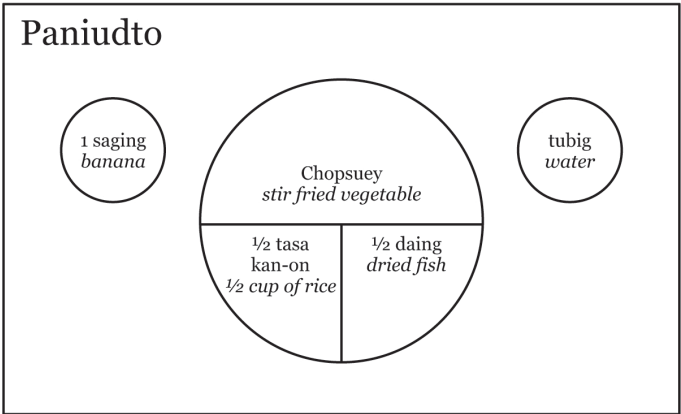 Paniudto
1 saging
banana
tubig
water
Chopsuey
stir fried vegetable
½ tasa
kan-on
½ cup of rice
½ daing
dried fish